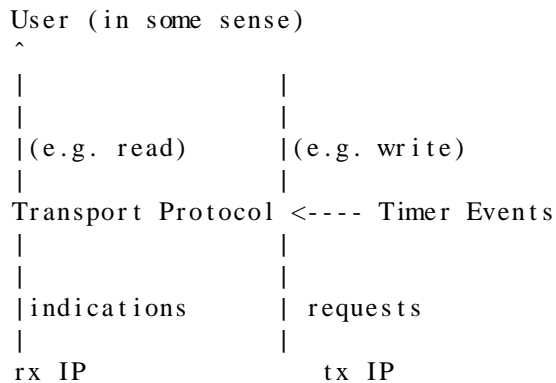 User (in some sense)
^
| |
| |
|(e.g. read) |(e.g. write)
| |
Transport Protocol <---- Timer Events
| |
| |
|indications | requests
| |
rx IP tx IP